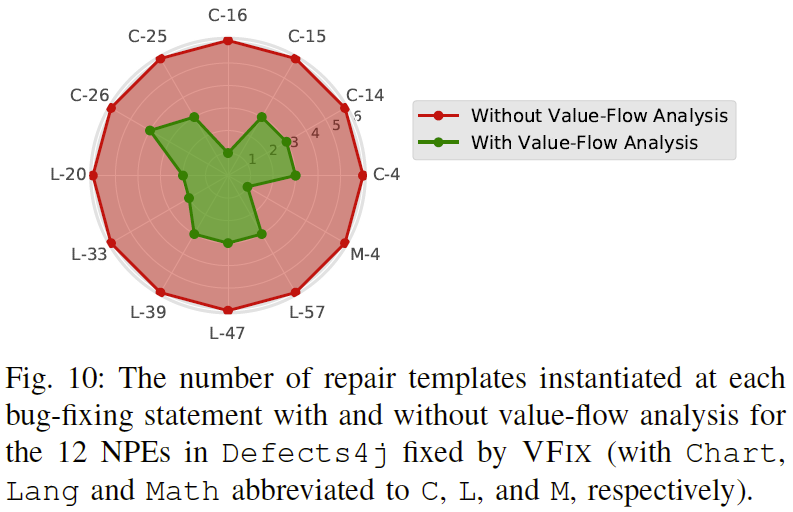 C-16
C-25
C-15
C-26
C-14
6
5
4
3
2
1
Without Value-Flow Analysis
With Value-Flow Analysis
L-20
C-4
L-33
M-4
L-39
L-57
L-47
Fig. 10: The number of repair templates instantiated at each
bug-fixing statement with and without value-flow analysis for
the 12 NPEs in Defects4j fixed by VFIX (with Chart,
Lang and Math abbreviated to C, L, and M, respectively).